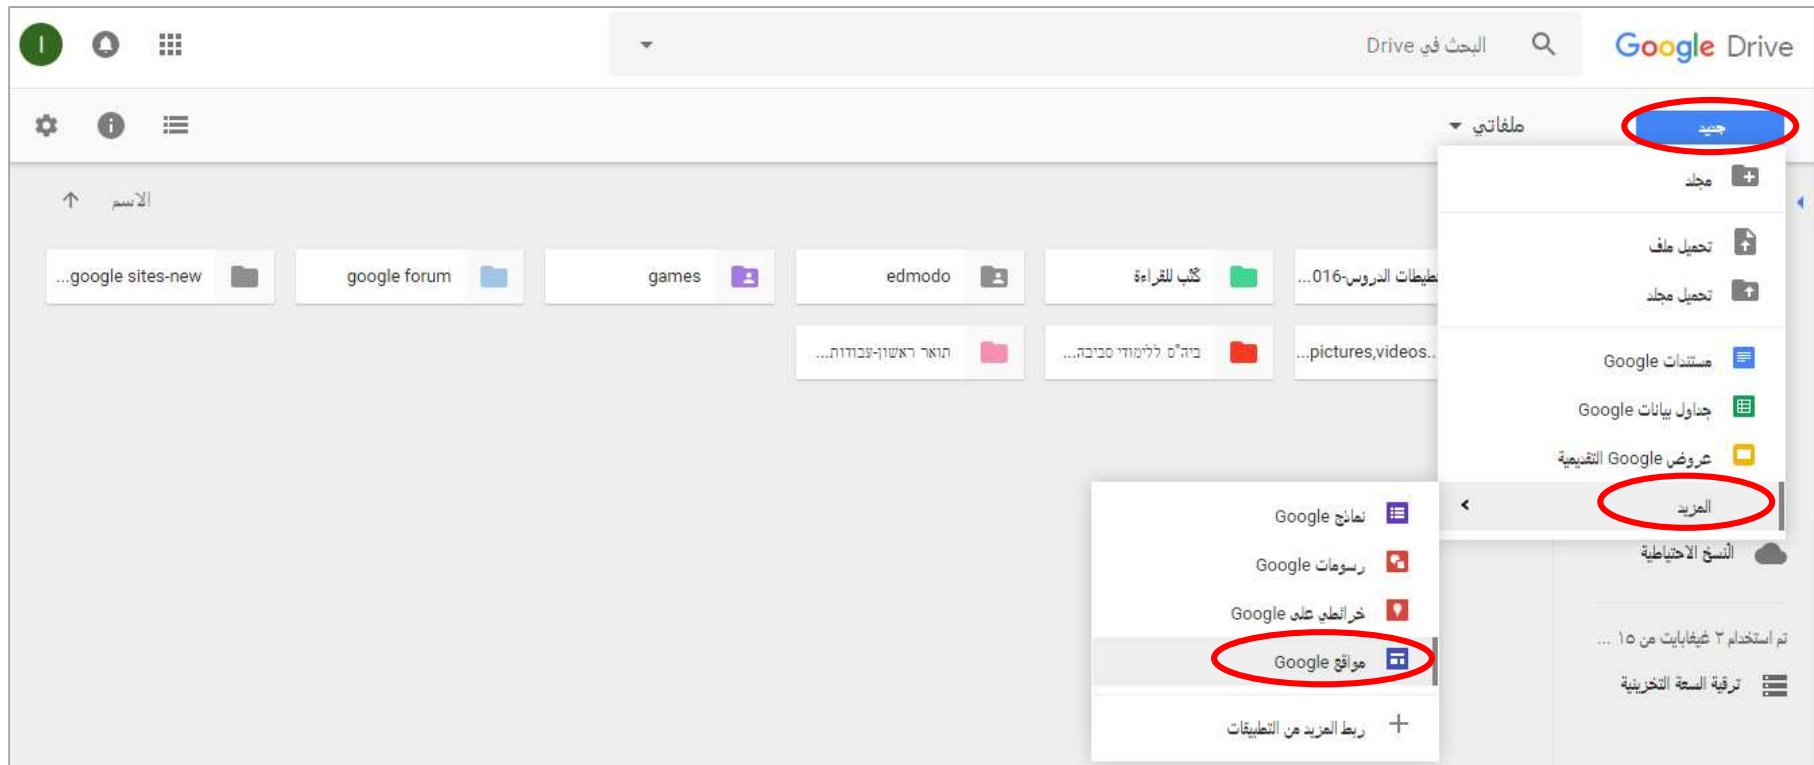 Google Drive
البحث في Drive
I
جديد
ملفاتي
مجلد
تحميل ملف
تحميل مجلد
مستندات Google
جداول بيانات Google
عروض Google التقديمية
المزيد
نماذج Google
رسومات Google
خرائطي على Google
مواقع Google
ربط المزيد من التطبيقات
الاسم
طيطات الدروس-016...
كُتب للقراءة
edmodo
games
google forum
google sites-new...
pictures,videos...
ביה"ס ללימודי סביבה...
תואר ראשון-עבודות...
النسخ الاحتياطية
تم استخدام ٢ غيغابايت من ١٥ ...
ترقية السعة التخزينية